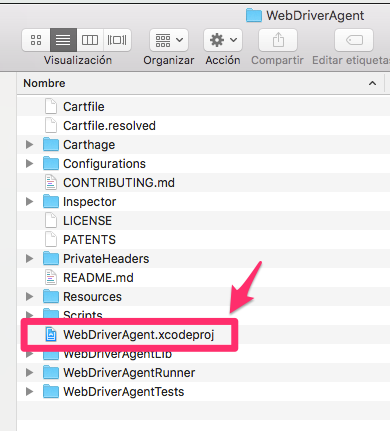 WebDriverAgent
Visualización
Organizar
Acción
Compartir
Editar etiquetas
Nombre
Cartfile
Cartfile.resolved
Carthage
Configurations
CONTRIBUTING.md
Inspector
LICENSE
PATENTS
PrivateHeaders
README.md
Resources
Scripts
WebDriverAgent.xcodeproj
WebDriverAgentLib
WebDriverAgentRunner
WebDriverAgentTests